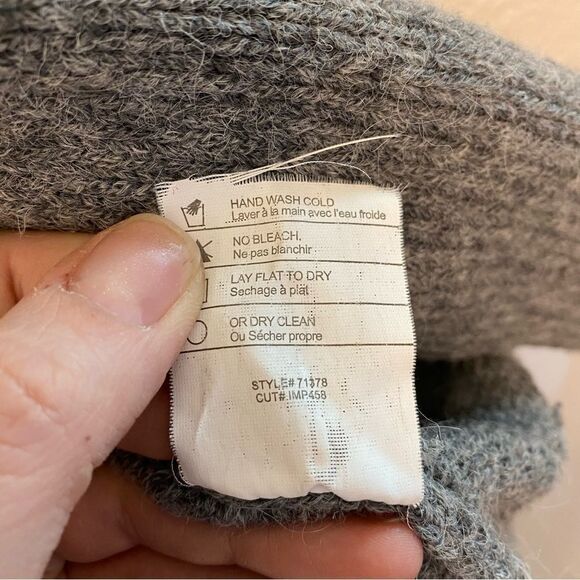 HAND WASH COLD
Laver à la main avec l'eau froide
NO BLEACH.
Ne pas blanchir
LAY FLAT TO DRY
Sechage à plat
OR DRY CLEAN
Ou Sécher propre
STYLE# 71378
CUT#.IMP458